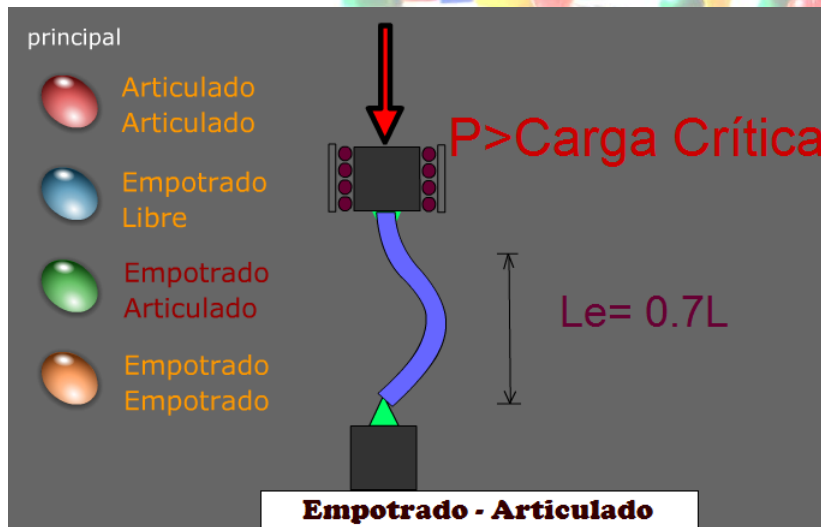 principal
Articulado
Articulado
P>Carga Crítica
Empotrado
Libre
Empotrado
Articulado
Le= 0.7L
Empotrado
Empotrado
Empotrado - Articulado